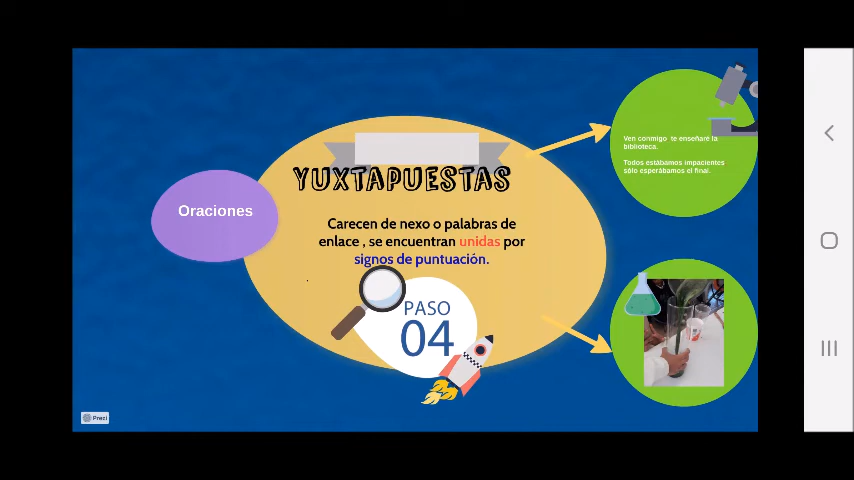 Oraciones
YUXTAPUESTAS
Carecen de nexo o palabras de
enlace , se encuentran unidas por
signos de puntuación.
PASO
04
Ven conmigo te enseñaré la
biblioteca.
Todos estábamos impacientes
sólo esperábamos el final.
Prezi